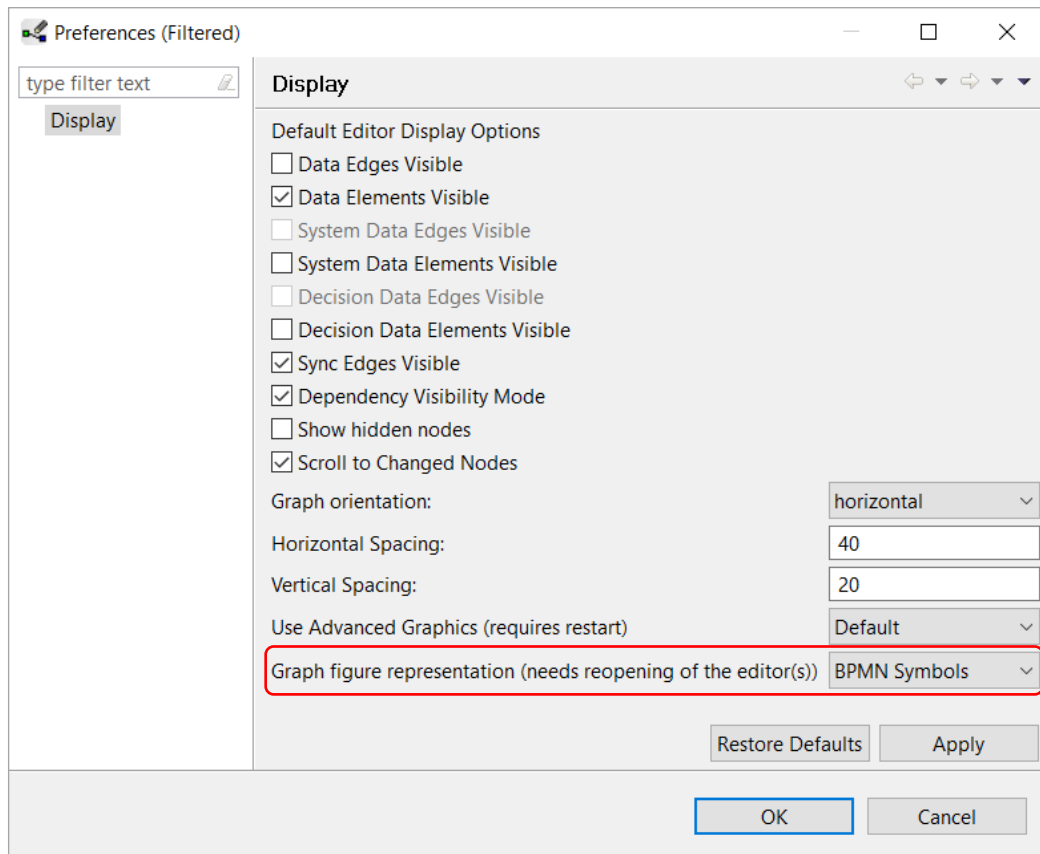 Preferences (Filtered)
type filter text
Display
Display
Default Editor Display Options
Data Edges Visible
Data Elements Visible
System Data Edges Visible
System Data Elements Visible
Decision Data Edges Visible
Decision Data Elements Visible
Sync Edges Visible
Dependency Visibility Mode
Show hidden nodes
Scroll to Changed Nodes
Graph orientation: horizontal
Horizontal Spacing: 40
Vertical Spacing: 20
Use Advanced Graphics (requires restart) Default
Graph figure representation (needs reopening of the editor(s)) BPMN Symbols
Restore Defaults Apply
OK Cancel